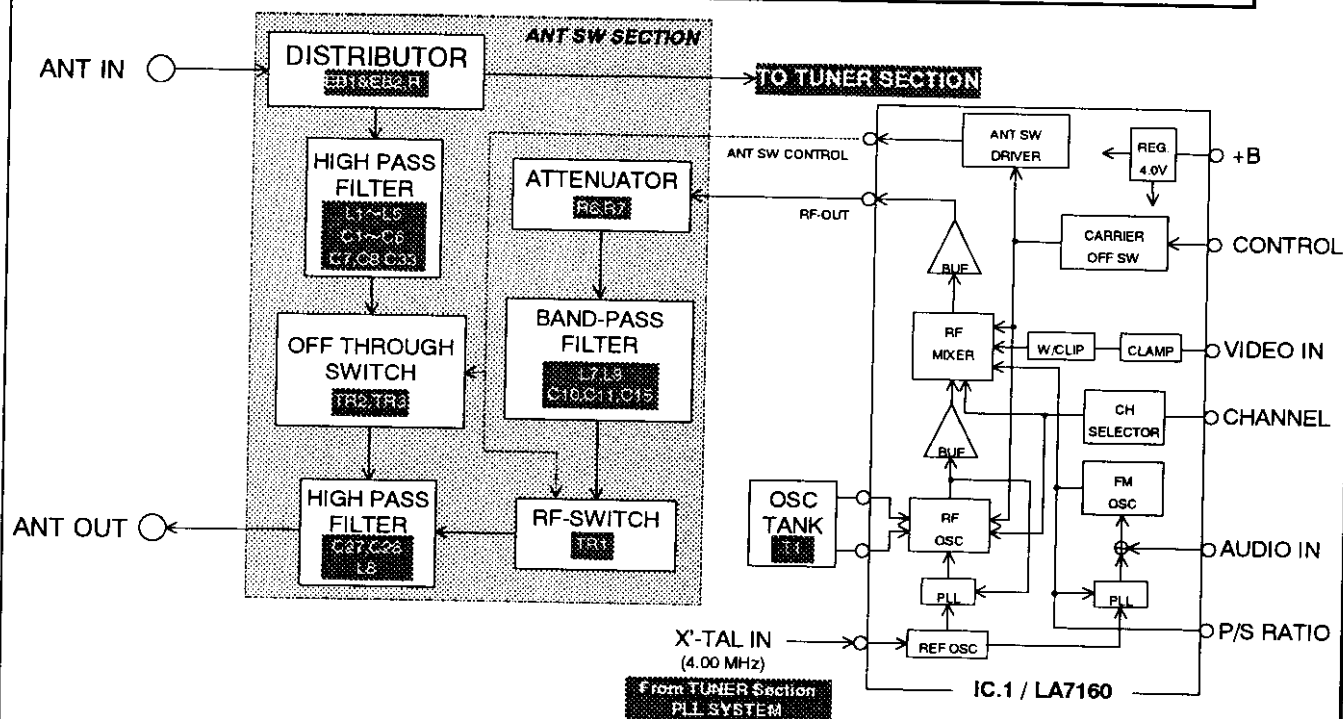 ANT SW SECTION
ANT IN
DISTRIBUTOR
TO TUNER SECTION
HIGH PASS
FILTER
L1~L5
C1~C6
C7,C8,C33
ANT SW CONTROL
ATTENUATOR
R6,R7
RF-OUT
OFF THROUGH
SWITCH
TR2,TR3
BAND-PASS
FILTER
L7,L9
C10,C11,C15
ANT OUT
HIGH PASS
FILTER
C27,C28
L8
RF-SWITCH
TR1
ANT SW
DRIVER
REG.
4.0V
+B
CARRIER
OFF SW
CONTROL
BUF
RF
MIXER
W/CLIP
CLAMP
VIDEO IN
CH
SELECTOR
CHANNEL
BUF
OSC
TANK
T1
RF
OSC
FM
OSC
AUDIO IN
PLL
PLL
P/S RATIO
X'-TAL IN
(4.00 MHz)
REF OSC
From TUNER Section
PLL SYSTEM
IC.1 / LA7160